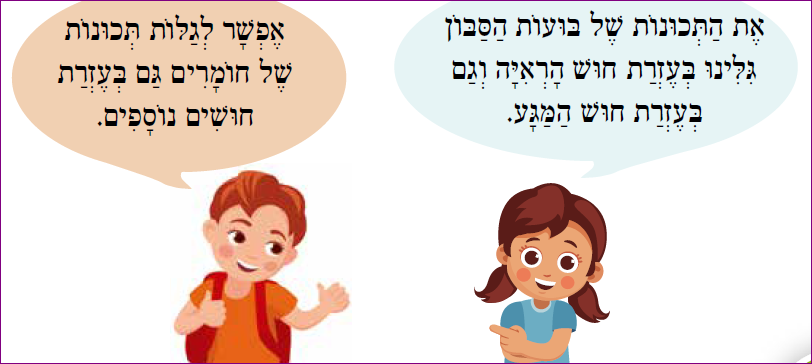 אֶת הַתְּכוּנוֹת שֶׁל בּוּעוֹת הַסַּבּוֹן
גִּלִּינוּ בְּעֶזְרַת חוּשׁ הָרְאִיָּה וְגַם
בְּעֶזְרַת חוּשׁ הַמַּגָּע.
אֶפְשָׁר לְגַלּוֹת תְּכוּנוֹת
שֶׁל חוֹמָרִים גַּם בְּעֶזְרַת
חוּשִׁים נוֹסָפִים.